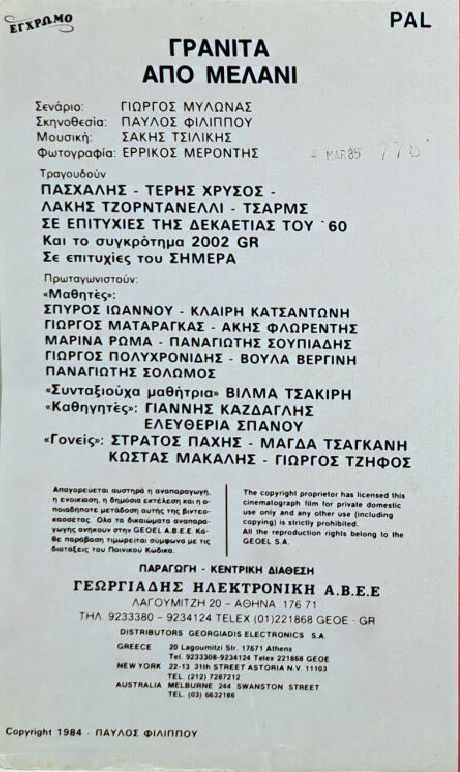 ΕΓΧΡΩΜΟ
PAL
ΓΡΑΝΙΤΑ
ΑΠΟ ΜΕΛΑΝΙ
Σενάριο: ΓΙΩΡΓΟΣ ΜΥΛΩΝΑΣ
Σκηνοθεσία: ΠΑΥΛΟΣ ΦΙΛΙΠΠΟΥ
Μουσική: ΣΑΚΗΣ ΤΣΙΛΙΚΗΣ
Φωτογραφία: ΕΡΡΙΚΟΣ ΜΕΡΟΝΤΗΣ
MAR 85 770
Τραγουδούν
ΠΑΣΧΑΛΗΣ - ΤΕΡΗΣ ΧΡΥΣΟΣ -
ΛΑΚΗΣ ΤΖΟΡΝΤΑΝΕΛΛΙ - ΤΣΑΡΜΣ
ΣΕ ΕΠΙΤΥΧΙΕΣ ΤΗΣ ΔΕΚΑΕΤΙΑΣ ΤΟΥ '60
Και το συγκρότημα 2002 GR
Σε επιτυχίες του ΣΗΜΕΡΑ
Πρωταγωνιστούν:
«Μαθητές»:
ΣΠΥΡΟΣ ΙΩΑΝΝΟΥ - ΚΛΑΙΡΗ ΚΑΤΣΑΝΤΩΝΗ
ΓΙΩΡΓΟΣ ΜΑΤΑΡΑΓΚΑΣ - ΑΚΗΣ ΦΛΩΡΕΝΤΗΣ
ΜΑΡΙΝΑ ΡΩΜΑ - ΠΑΝΑΓΙΩΤΗΣ ΣΟΥΠΙΑΔΗΣ
ΓΙΩΡΓΟΣ ΠΟΛΥΧΡΟΝΙΔΗΣ - ΒΟΥΛΑ ΒΕΡΓΙΝΗ
ΠΑΝΑΓΙΩΤΗΣ ΣΟΛΩΜΟΣ
«Συνταξιούχα μαθήτρια» ΒΙΛΜΑ ΤΣΑΚΙΡΗ
«Καθηγητές»: ΓΙΑΝΝΗΣ ΚΑΖΔΑΓΛΗΣ
ΕΛΕΥΘΕΡΙΑ ΣΠΑΝΟΥ
«Γονείς»: ΣΤΡΑΤΟΣ ΠΑΧΗΣ - ΜΑΓΔΑ ΤΣΑΓΚΑΝΗ
ΚΩΣΤΑΣ ΜΑΚΑΛΗΣ - ΓΙΩΡΓΟΣ ΤΖΗΦΟΣ
Απαγορεύεται αυστηρά η αναπαραγωγή,
η ενοικίαση, η δημόσια εκτέλεση και η ο-
ποιαδήποτε μετάδοση αυτής της βιντεο-
κασσέτας. Ολα τα δικαιώματα αναπαρα-
γωγής ανήκουν στην GEOEL A.B.E.E. Κάθε
παράβαση τιμωρείται σύμφωνα με τις
διατάξεις του Ποινικού Κώδικα.
The copyright proprietor has licensed this
cinematograph film for private domestic
use only and any other use (including
copying) is strictly prohibited.
All the reproduction rights belong to the
GEOEL S.A.
ΠΑΡΑΓΩΓΗ - ΚΕΝΤΡΙΚΗ ΔΙΑΘΕΣΗ
ΓΕΩΡΓΙΑΔΗΣ ΗΛΕΚΤΡΟΝΙΚΗ Α.Β.Ε.Ε
ΛΑΓΟΥΜΙΤΖΗ 20 - ΑΘΗΝΑ 176 71
ΤΗΛ. 9233380 - 9234124 TELEX (01)221868 GEOE - GR
DISTRIBUTORIS GEORGIADIS ELECTRONICS S.A.
GREECE 20 Lagoumitzi Str. 17671 Athens
Tel. 9233308-9234124 Telex 221868 GEOE
NEW YORK 22-13 31th STREET ASTORIA N.V. 11103
TEL. (212) 7287212
AUSTRALIA MELBURNE 244 SWANSTON STREET
TEL. (03) 6632186
Copyright 1984 - ΠΑΥΛΟΣ ΦΙΛΙΠΠΟΥ